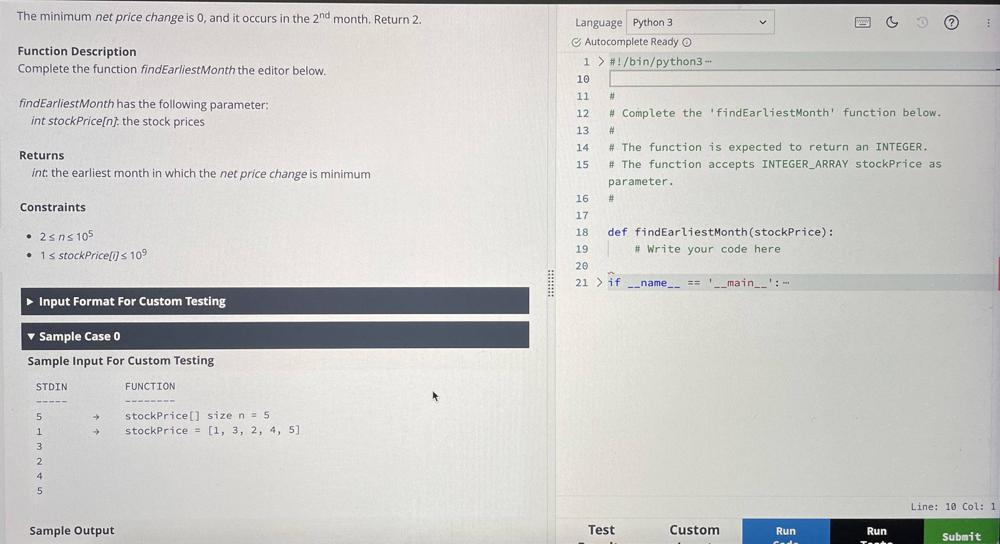 The minimum net price change is 0, and it occurs in the 2nd month. Return 2.
Function Description
Complete the function findEarliestMonth the editor below.
findEarliestMonth has the following parameter:
int stockPrice[n]: the stock prices
Returns
int: the earliest month in which the net price change is minimum
Constraints
• 2 ≤ n ≤ 10^5
• 1 ≤ stockPrice[i] ≤ 10^9
▶ Input Format For Custom Testing
▼ Sample Case 0
Sample Input For Custom Testing
STDIN FUNCTION
----- --------
5 → stockPrice[] size n = 5
1 → stockPrice = [1, 3, 2, 4, 5]
3
2
4
5
Sample Output
Language Python 3
Autocomplete Ready
1 > #!/bin/python3 ⋯
10
11 #
12 # Complete the 'findEarliestMonth' function below.
13 #
14 # The function is expected to return an INTEGER.
15 # The function accepts INTEGER_ARRAY stockPrice as
parameter.
16 #
17
18 def findEarliestMonth(stockPrice):
19 # Write your code here
20
21 > if __name__ == '__main__': ⋯
Line: 10 Col: 1
Test Custom Run Run Submit